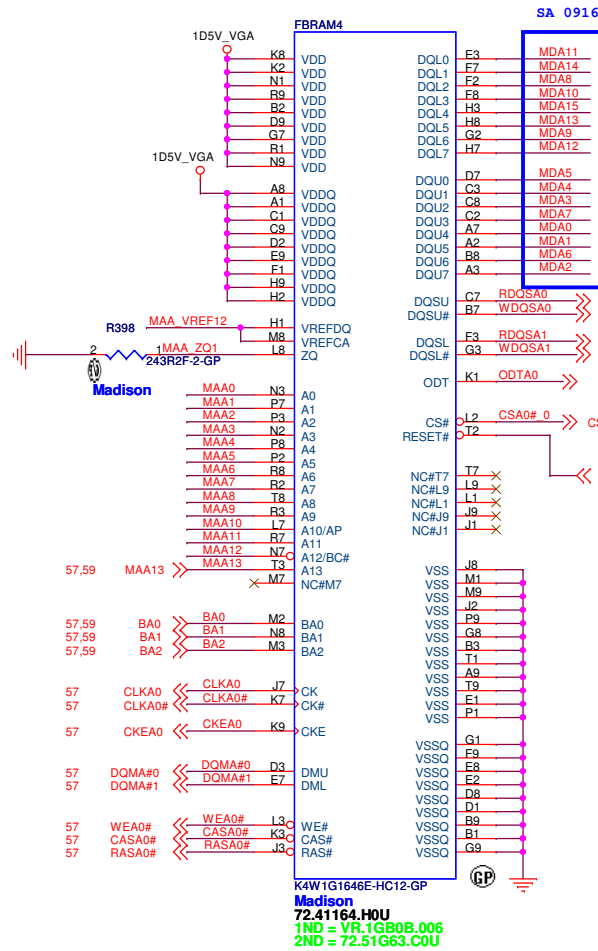 SA 0916
FBRAM4
1D5V_VGA
K8 VDD DQL0 E3 MDA11
K2 VDD DQL1 F7 MDA14
N1 VDD DQL2 F2 MDA8
R9 VDD DQL3 F8 MDA10
B2 VDD DQL4 H3 MDA15
D9 VDD DQL5 H8 MDA13
G7 VDD DQL6 G2 MDA9
R1 VDD DQL7 H7 MDA12
N9 VDD
1D5V_VGA
A8 VDDQ DQU0 D7 MDA5
A1 VDDQ DQU1 C3 MDA4
C1 VDDQ DQU2 C8 MDA3
C9 VDDQ DQU3 C2 MDA7
D2 VDDQ DQU4 A7 MDA0
E9 VDDQ DQU5 A2 MDA1
F1 VDDQ DQU6 B8 MDA6
H9 VDDQ DQU7 A3 MDA2
H2 VDDQ
DQSU C7 RDQSA0
DQSU# B7 WDQSA0
R398 MAA_VREF12 H1 VREFDQ
M8 VREFCA DQSL F3 RDQSA1
2 1 MAA_ZQ1 L8 ZQ DQSL# G3 WDQSA1
243R2F-2-GP
Madison
ODT K1 ODTA0
MAA0 N3 A0
MAA1 P7 A1
MAA2 P3 A2 CS# L2 CSA0#_0 CS
MAA3 N2 A3 RESET# T2
MAA4 P8 A4
MAA5 P2 A5
MAA6 R8 A6 NC#T7 T7
MAA7 R2 A7 NC#L9 L9
MAA8 T8 A8 NC#L1 L1
MAA9 R3 A9 NC#J9 J9
MAA10 L7 A10/AP NC#J1 J1
MAA11 R7 A11
MAA12 N7 A12/BC#
57,59 MAA13 MAA13 T3 A13 VSS J8
M7 NC#M7 VSS M1
VSS M9
VSS J2
57,59 BA0 BA0 M2 BA0 VSS P9
57,59 BA1 BA1 N8 BA1 VSS G8
57,59 BA2 BA2 M3 BA2 VSS B3
VSS T1
VSS A9
57 CLKA0 CLKA0 J7 CK VSS T9
57 CLKA0# CLKA0# K7 CK# VSS E1
VSS P1
57 CKEA0 CKEA0 K9 CKE
VSSQ G1
VSSQ F9
57 DQMA#0 DQMA#0 D3 DMU VSSQ E8
57 DQMA#1 DQMA#1 E7 DML VSSQ E2
VSSQ D8
VSSQ D1
57 WEA0# WEA0# L3 WE# VSSQ B9
57 CASA0# CASA0# K3 CAS# VSSQ B1
57 RASA0# RASA0# J3 RAS# VSSQ G9
GP
K4W1G1646E-HC12-GP
Madison
72.41164.H0U
1ND = VR.1GB0B.006
2ND = 72.51G63.C0U